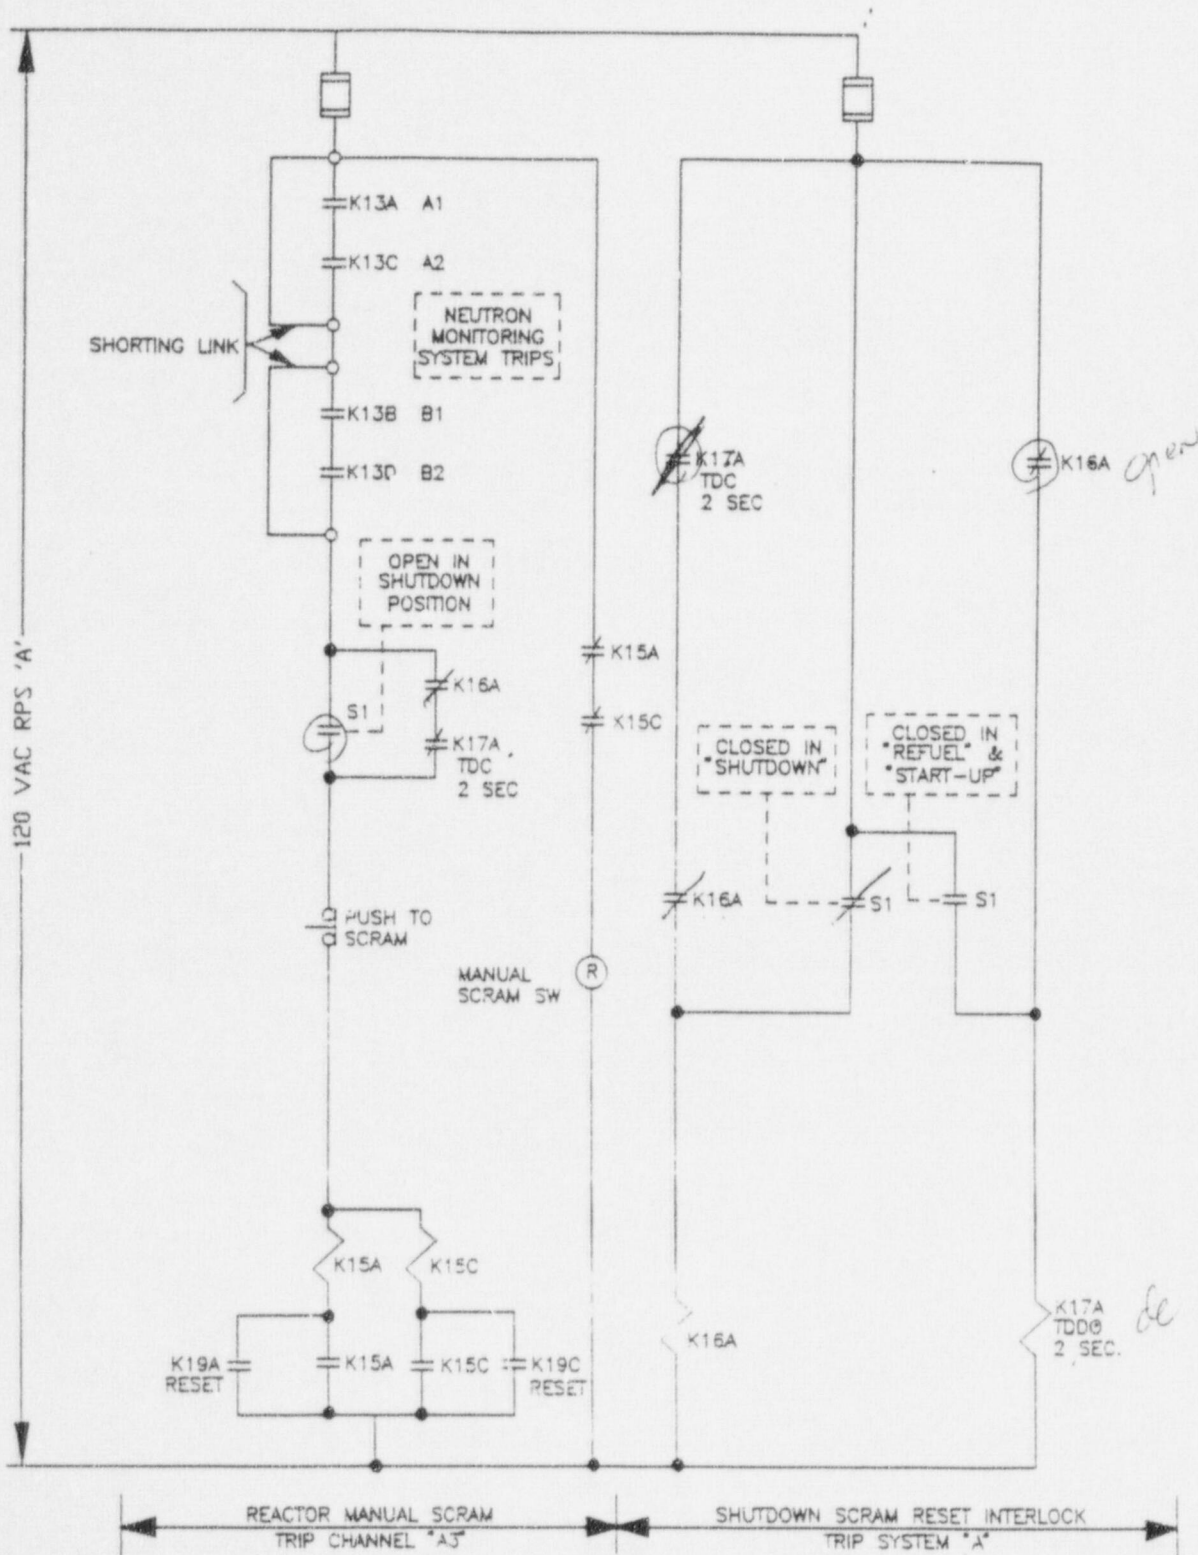 120 VAC RPS 'A'
K13A A1
K13C A2
SHORTING LINK
NEUTRON
MONITORING
SYSTEM TRIPS
K13B B1
K13D B2
OPEN IN
SHUTDOWN
POSITION
K16A
S1
K17A
TDC
2 SEC
K15A
K15C
PUSH TO
SCRAM
MANUAL
SCRAM SW
R
K15A
K15C
K19A
RESET
K15A
K15C
K19C
RESET
K17A
TDC
2 SEC
K16A
open
CLOSED IN
"SHUTDOWN"
CLOSED IN
"REFUEL" &
"START-UP"
K16A
S1
S1
K16A
K17A
TDDO
2 SEC.
de
REACTOR MANUAL SCRAM
TRIP CHANNEL "A3"
SHUTDOWN SCRAM RESET INTERLOCK
TRIP SYSTEM "A"